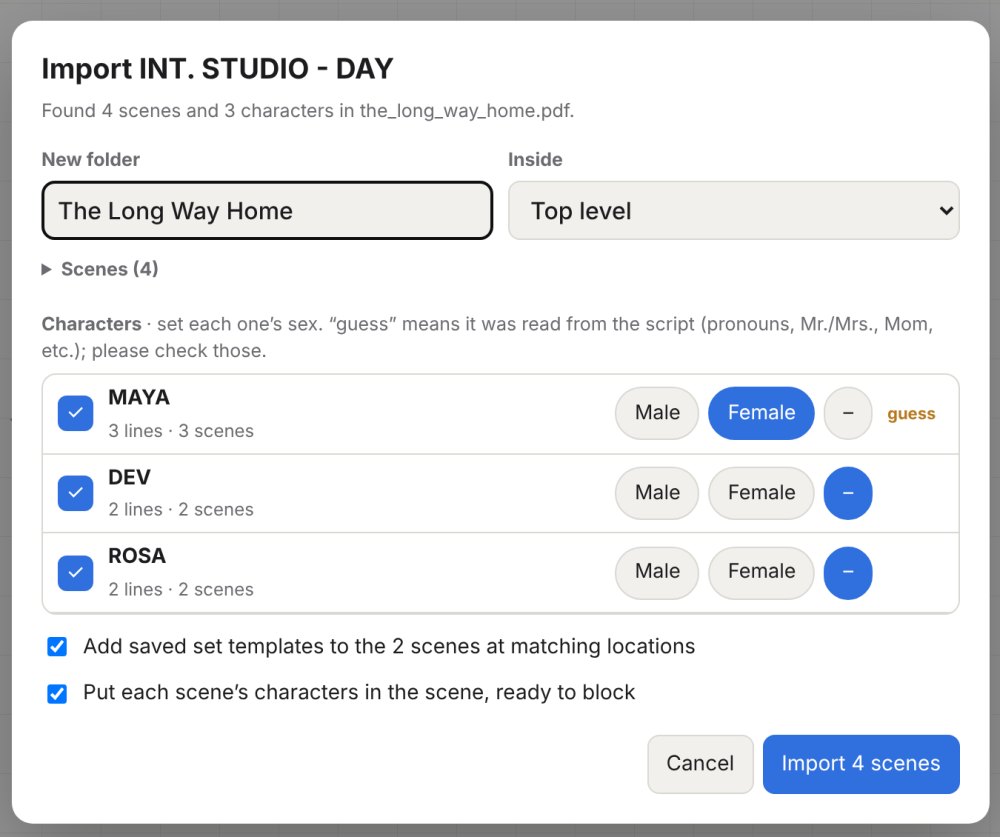 Import INT. STUDIO - DAY
Found 4 scenes and 3 characters in the_long_way_home.pdf.
New folder
Inside
The Long Way Home
Top level
Scenes (4)
Characters · set each one’s sex. “guess” means it was read from the script (pronouns, Mr./Mrs., Mom,
etc.); please check those.
MAYA
3 lines · 3 scenes
Male
Female
–
guess
DEV
2 lines · 2 scenes
Male
Female
–
ROSA
2 lines · 2 scenes
Male
Female
–
Add saved set templates to the 2 scenes at matching locations
Put each scene’s characters in the scene, ready to block
Cancel
Import 4 scenes